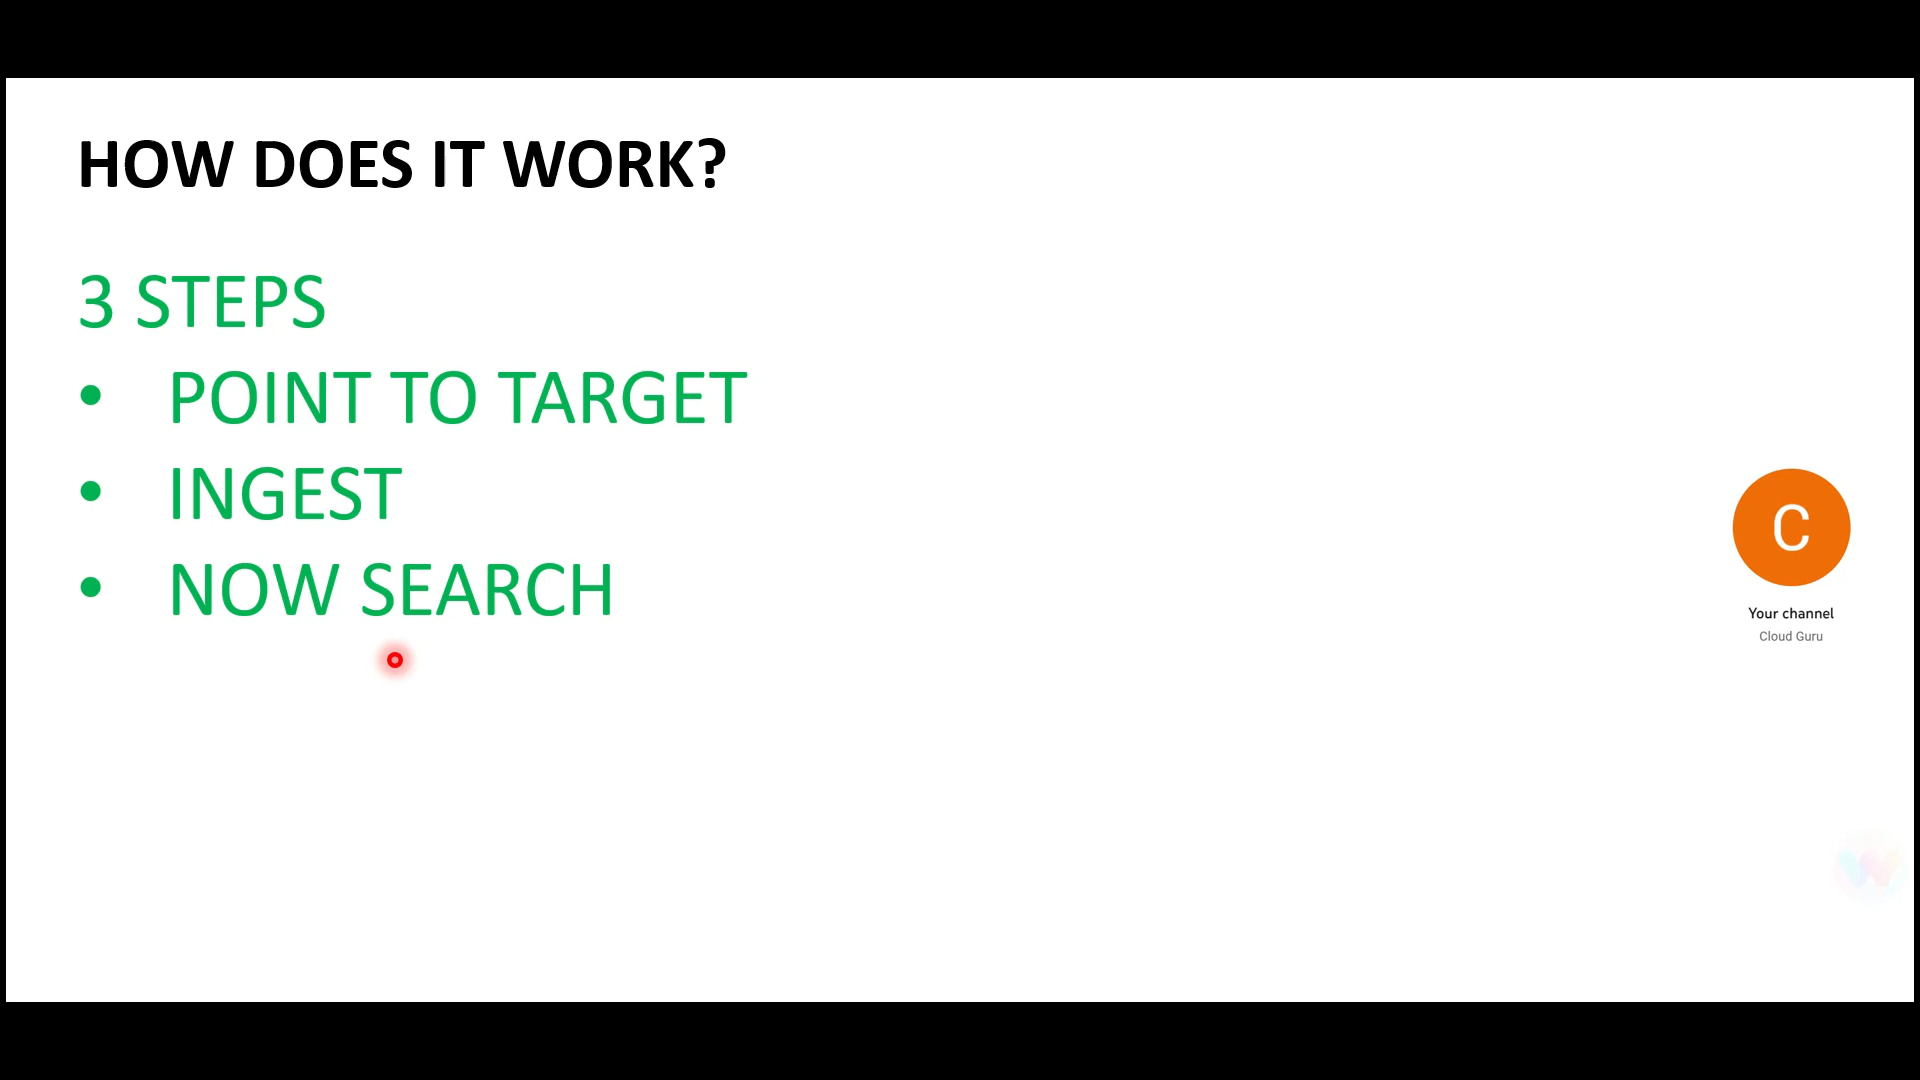 HOW DOES IT WORK?
3 STEPS
• POINT TO TARGET
• INGEST
• NOW SEARCH
C
Your channel
Cloud Guru
W